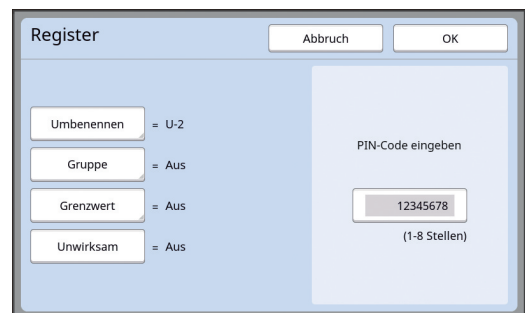 Register
Abbruch
OK
Umbenennen = U-2
Gruppe = Aus
Grenzwert = Aus
Unwirksam = Aus
PIN-Code eingeben
12345678
(1-8 Stellen)